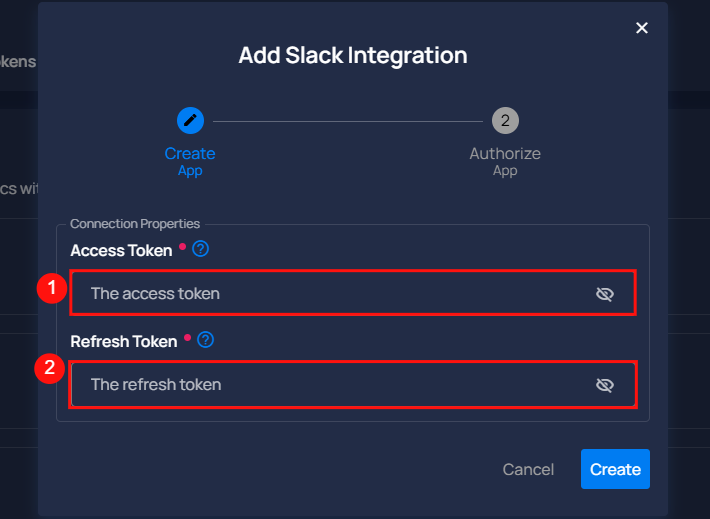 Add Slack Integration
okens
2
Create
App
Authorize
App
cs wit
Connection Properties
Access Token
1
The access token
Refresh Token
2
The refresh token
Cancel
Create